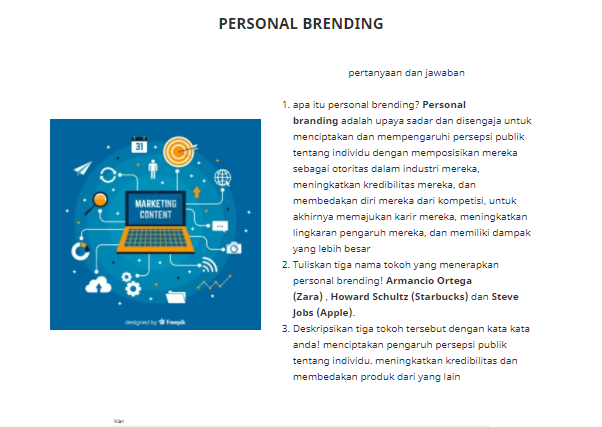 PERSONAL BRENDING
pertanyaan dan jawaban
1. apa itu personal brending? Personal
branding adalah upaya sadar dan disengaja untuk
menciptakan dan mempengaruhi persepsi publik
tentang individu dengan memposisikan mereka
sebagai otoritas dalam industri mereka,
meningkatkan kredibilitas mereka, dan
membedakan diri mereka dari kompetisi, untuk
akhirnya memajukan karir mereka, meningkatkan
lingkaran pengaruh mereka, dan memiliki dampak
yang lebih besar
2. Tuliskan tiga nama tokoh yang menerapkan
personal brending! Armancio Ortega
(Zara) , Howard Schultz (Starbucks) dan Steve
Jobs (Apple).
3. Deskripsikan tiga tokoh tersebut dengan kata kata
anda! menciptakan pengaruh persepsi publik
tentang individu. meningkatkan kredibilitas dan
membedakan produk dari yang lain
31
MARKETING
CONTENT
designed by freepik
Iklan